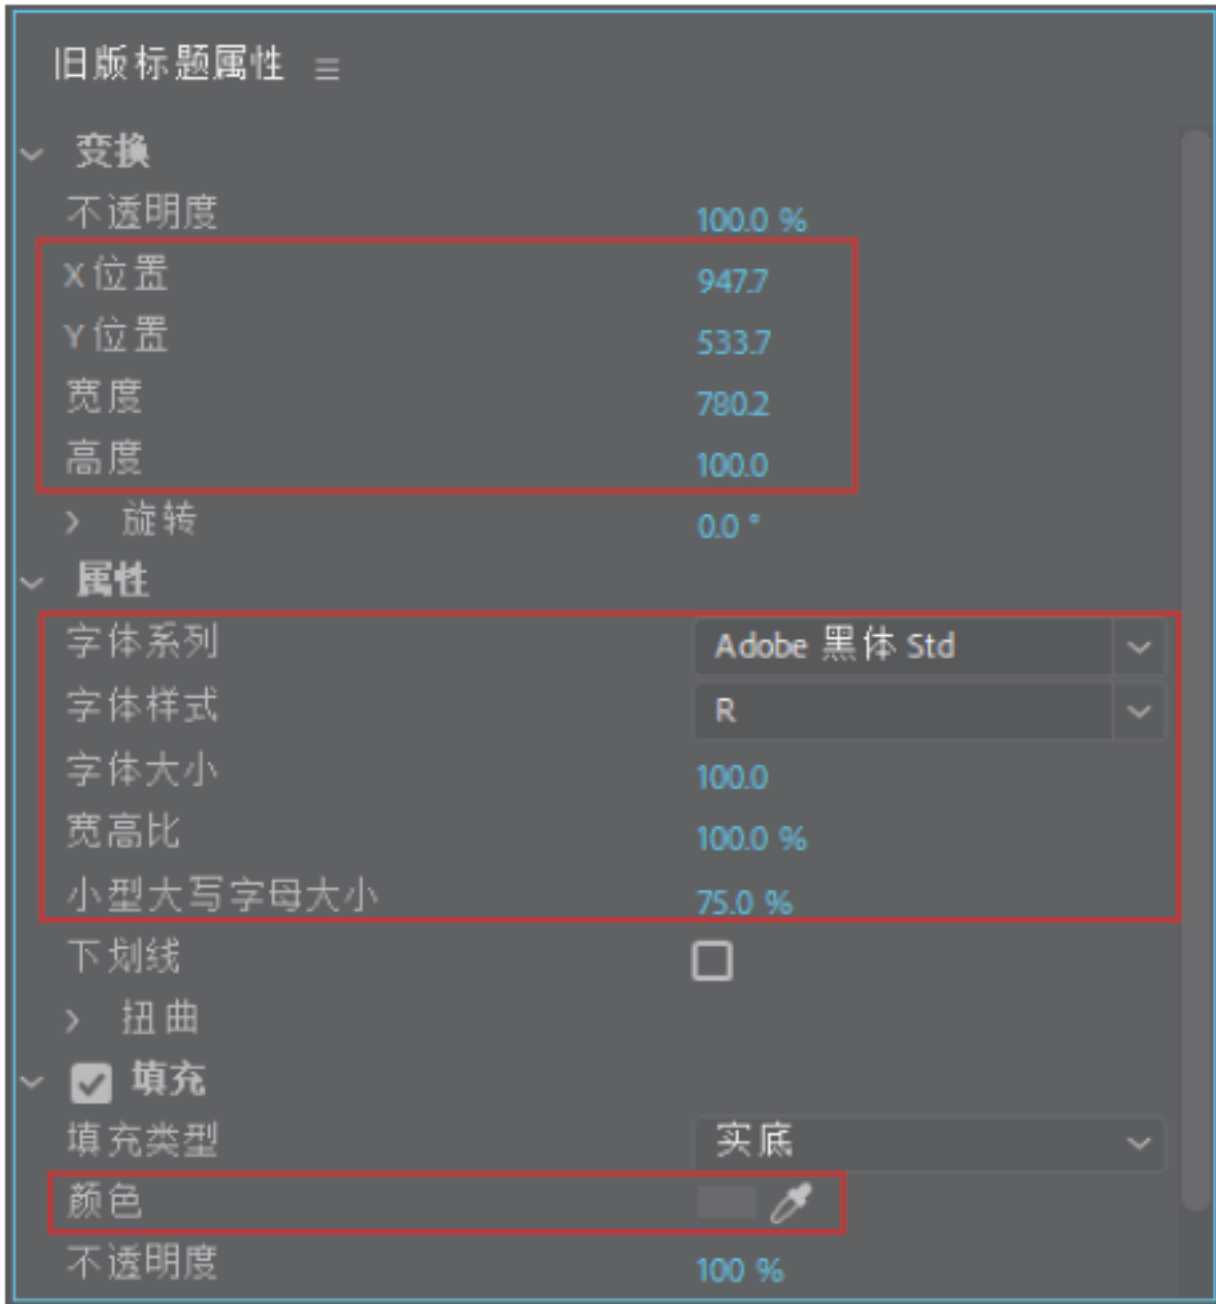 旧版标题属性
变换
不透明度 100.0 %
X位置 947.7
Y位置 533.7
宽度 780.2
高度 100.0
旋转 0.0 °
属性
字体系列 Adobe 黑体 Std
字体样式 R
字体大小 100.0
宽高比 100.0 %
小型大写字母大小 75.0 %
下划线
扭曲
填充
填充类型 实底
颜色
不透明度 100 %